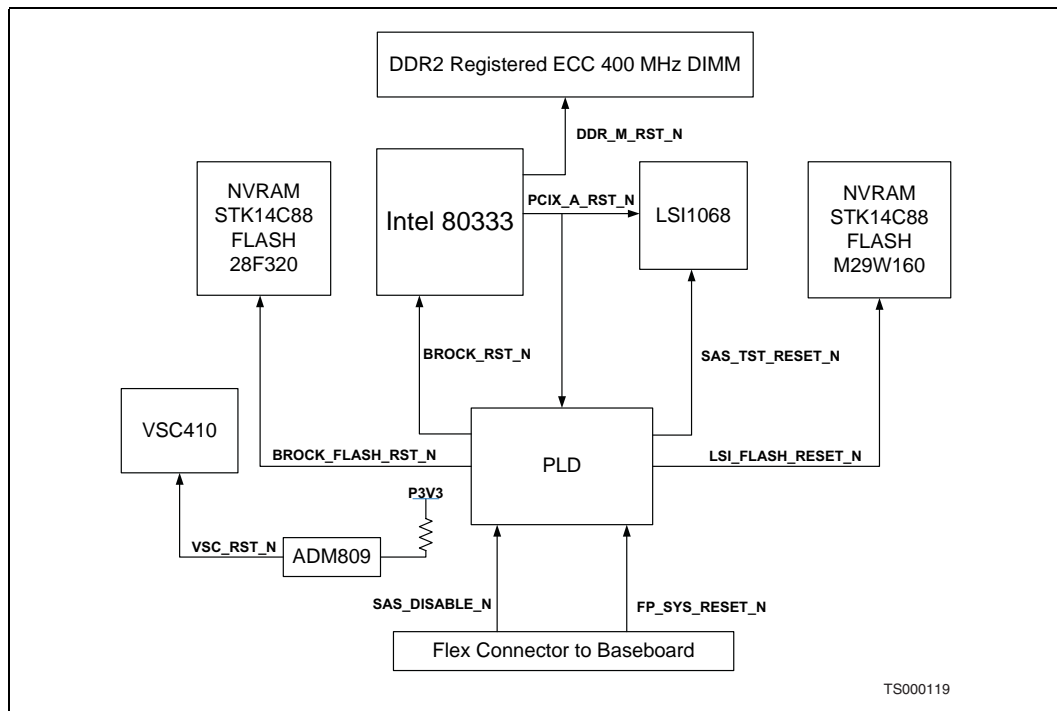 DDR2 Registered ECC 400 MHz DIMM
DDR_M_RST_N
NVRAM
STK14C88
FLASH
28F320
Intel 80333
PCIX_A_RST_N
LSI1068
NVRAM
STK14C88
FLASH
M29W160
BROCK_RST_N
SAS_TST_RESET_N
VSC410
BROCK_FLASH_RST_N
PLD
LSI_FLASH_RESET_N
P3V3
VSC_RST_N
ADM809
SAS_DISABLE_N
FP_SYS_RESET_N
Flex Connector to Baseboard
TS000119